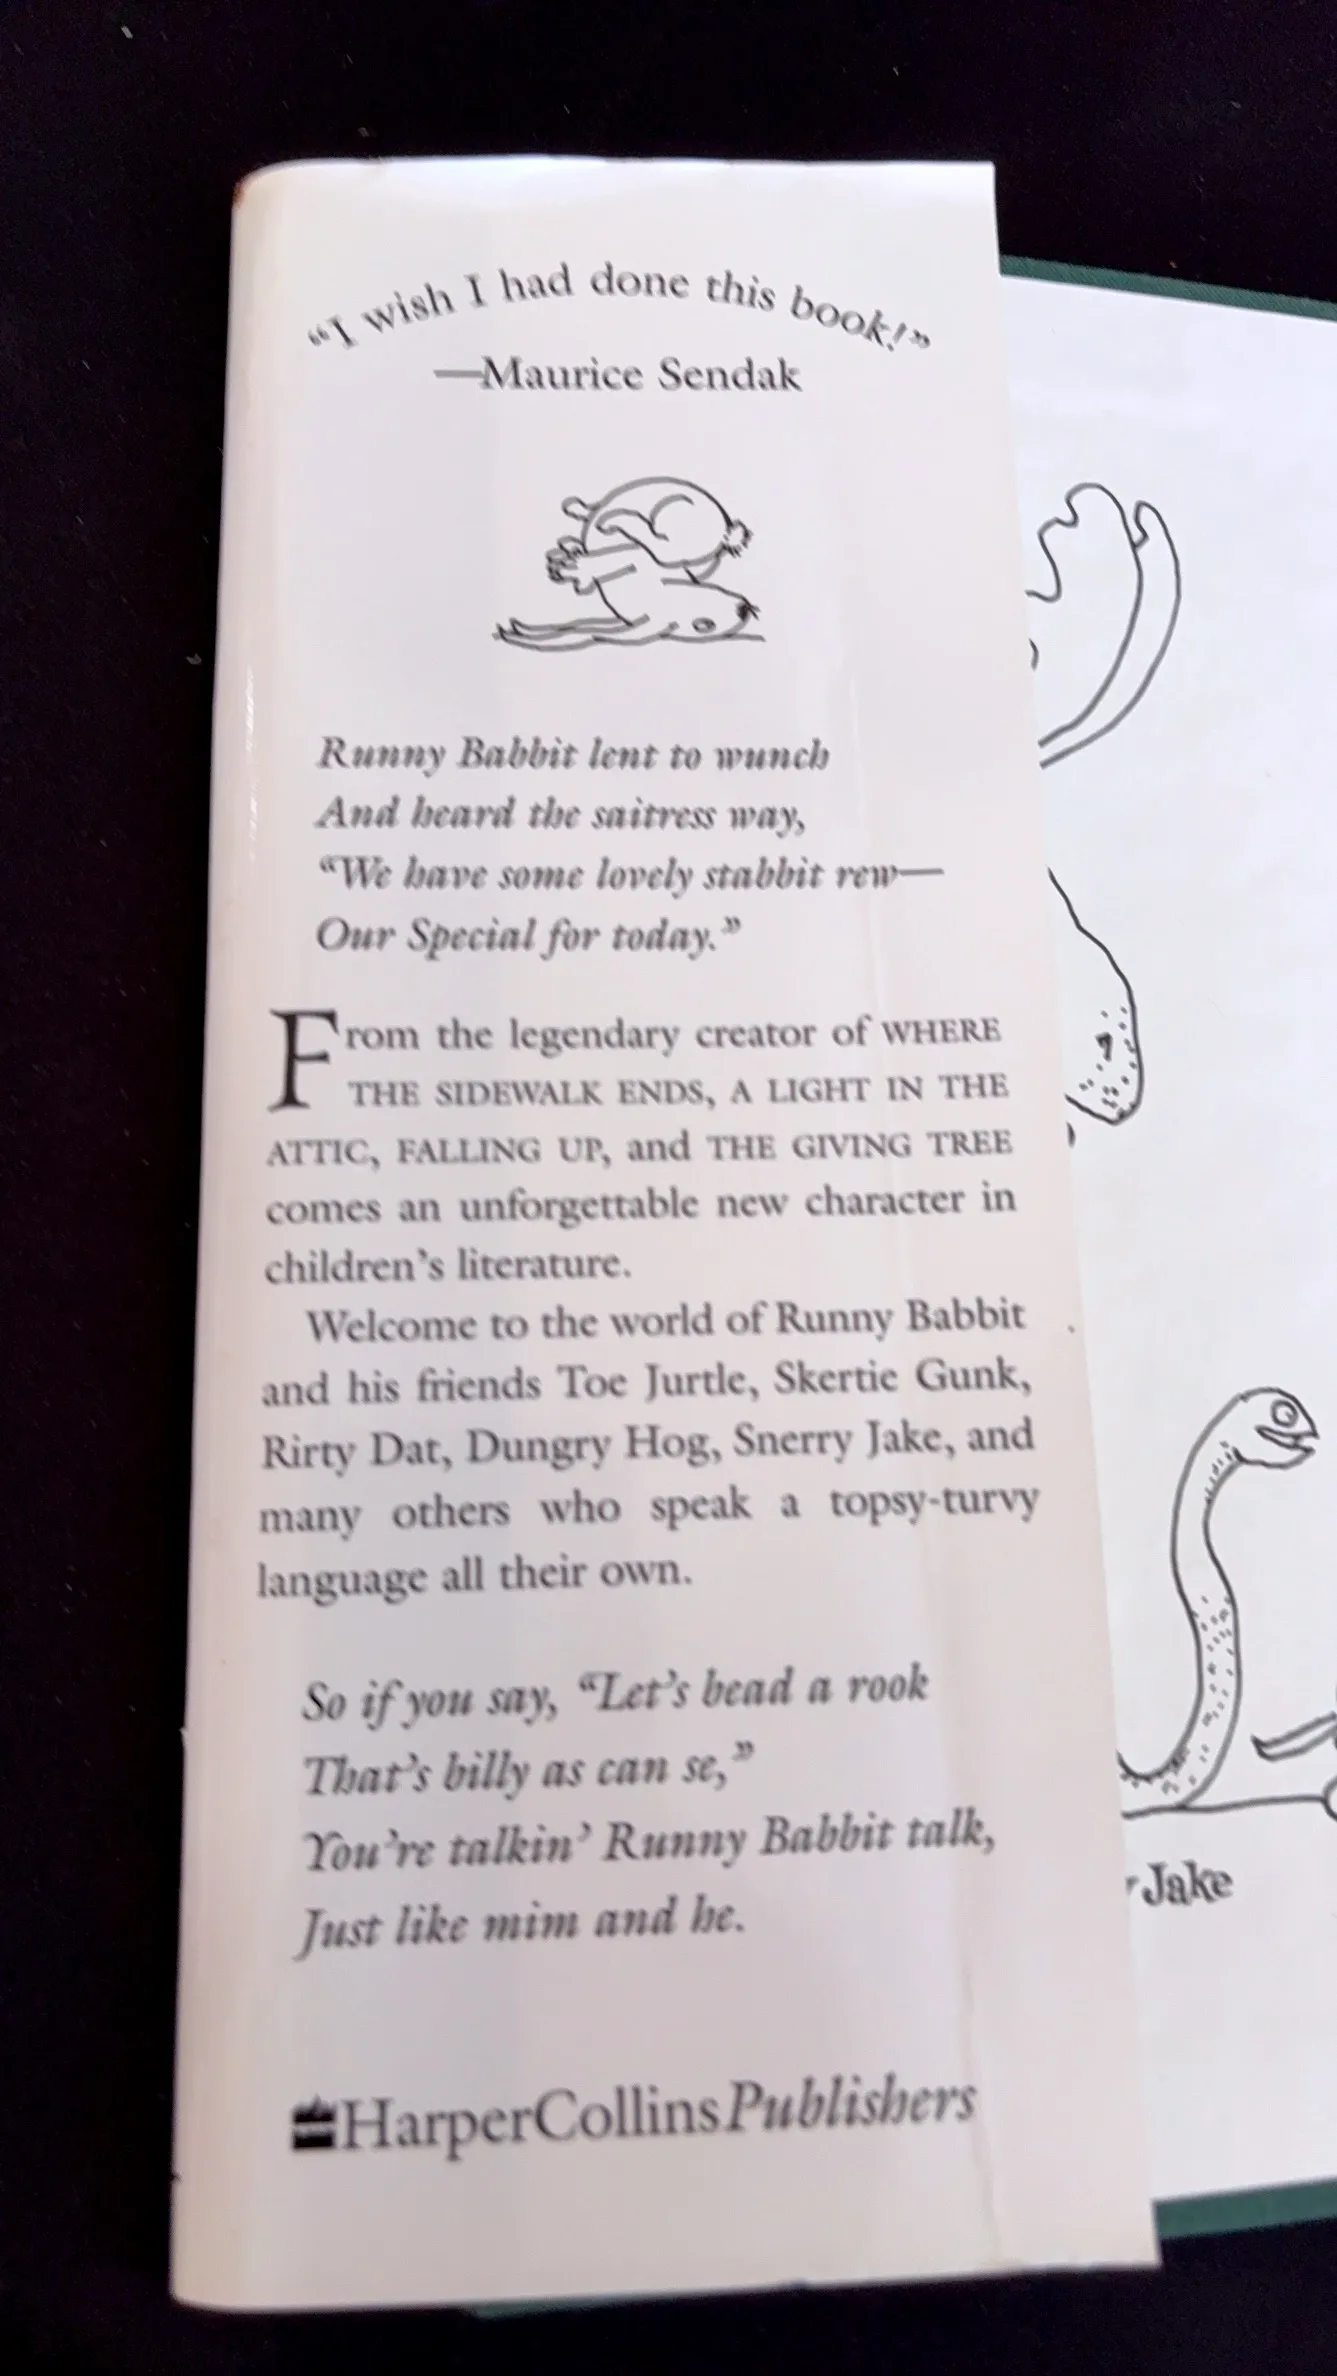 “I wish I had done this book!”
—Maurice Sendak
Runny Babbit lent to wunch
And heard the saitress way,
“We have some lovely stabbit rew—
Our Special for today.”
From the legendary creator of WHERE
THE SIDEWALK ENDS, A LIGHT IN THE
ATTIC, FALLING UP, and THE GIVING TREE
comes an unforgettable new character in
children’s literature.
Welcome to the world of Runny Babbit
and his friends Toe Jurtle, Skertie Gunk,
Rirty Dat, Dungry Hog, Snerry Jake, and
many others who speak a topsy-turvy
language all their own.
So if you say, “Let’s bead a rook
That’s billy as can se,”
You’re talkin’ Runny Babbit talk,
Just like mim and he.
HarperCollinsPublishers
Jake